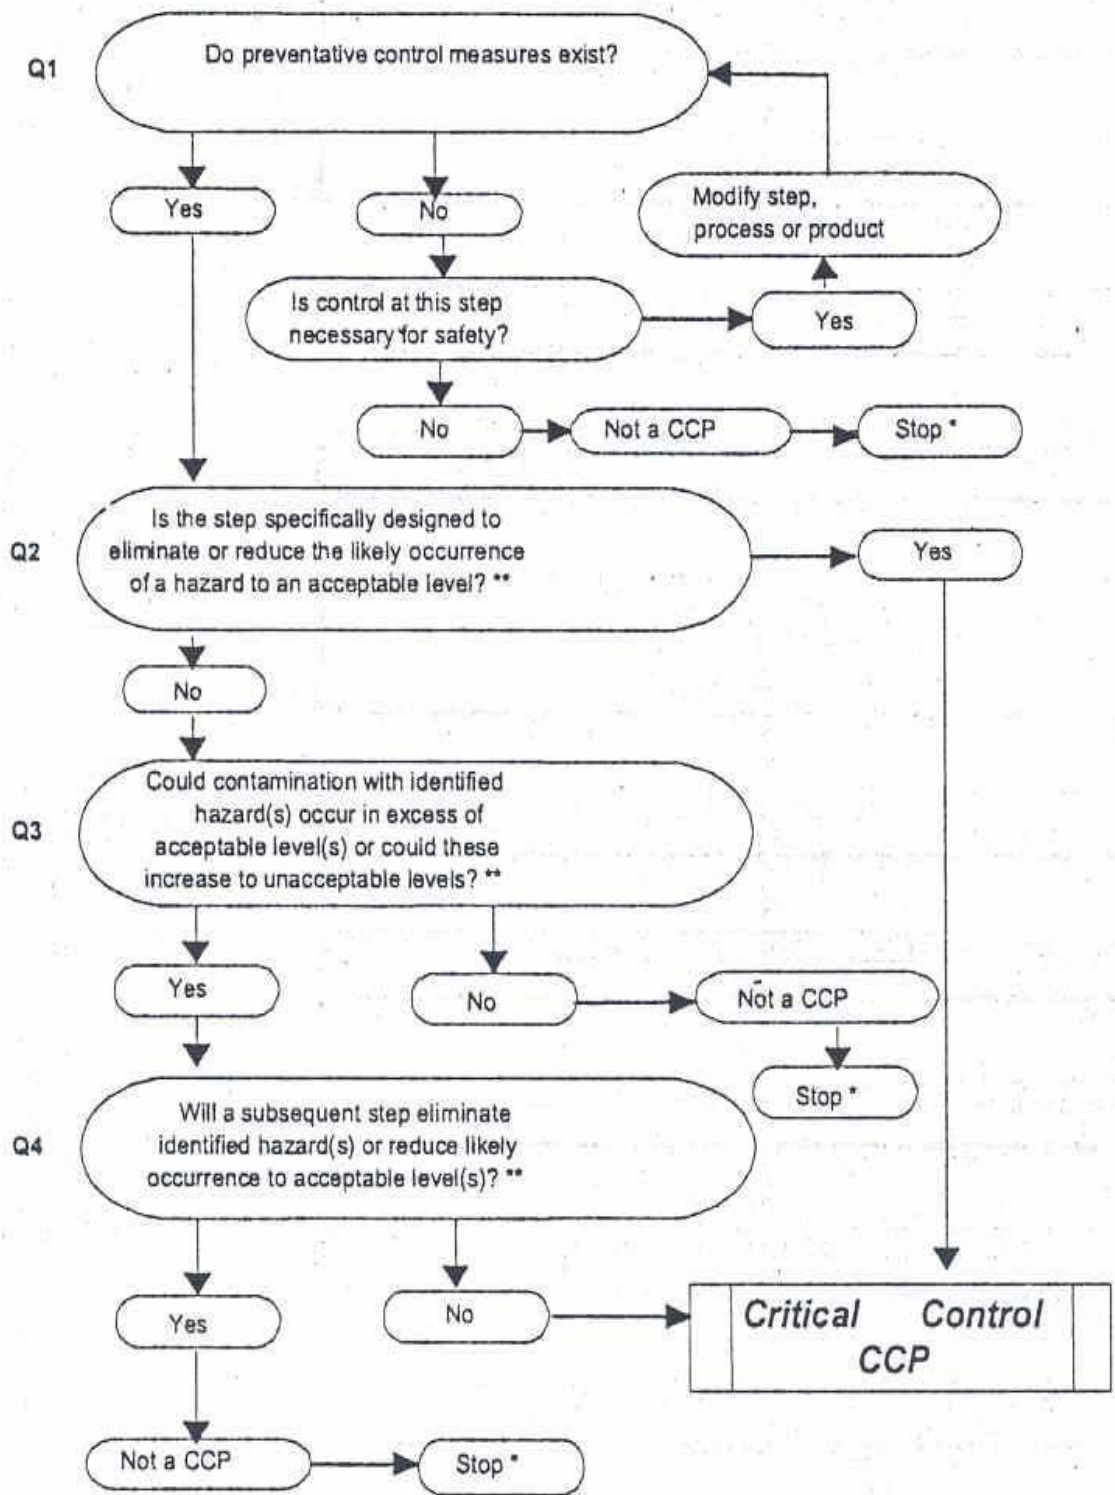 Q1
Do preventative control measures exist?
Yes
No
Modify step,
process or product
Is control at this step
necessary for safety?
Yes
No
Not a CCP
Stop *
Q2
Is the step specifically designed to
eliminate or reduce the likely occurrence
of a hazard to an acceptable level? **
Yes
No
Q3
Could contamination with identified
hazard(s) occur in excess of
acceptable level(s) or could these
increase to unacceptable levels? **
Yes
No
Not a CCP
Stop *
Q4
Will a subsequent step eliminate
identified hazard(s) or reduce likely
occurrence to acceptable level(s)? **
Yes
No
Critical Control
CCP
Not a CCP
Stop *